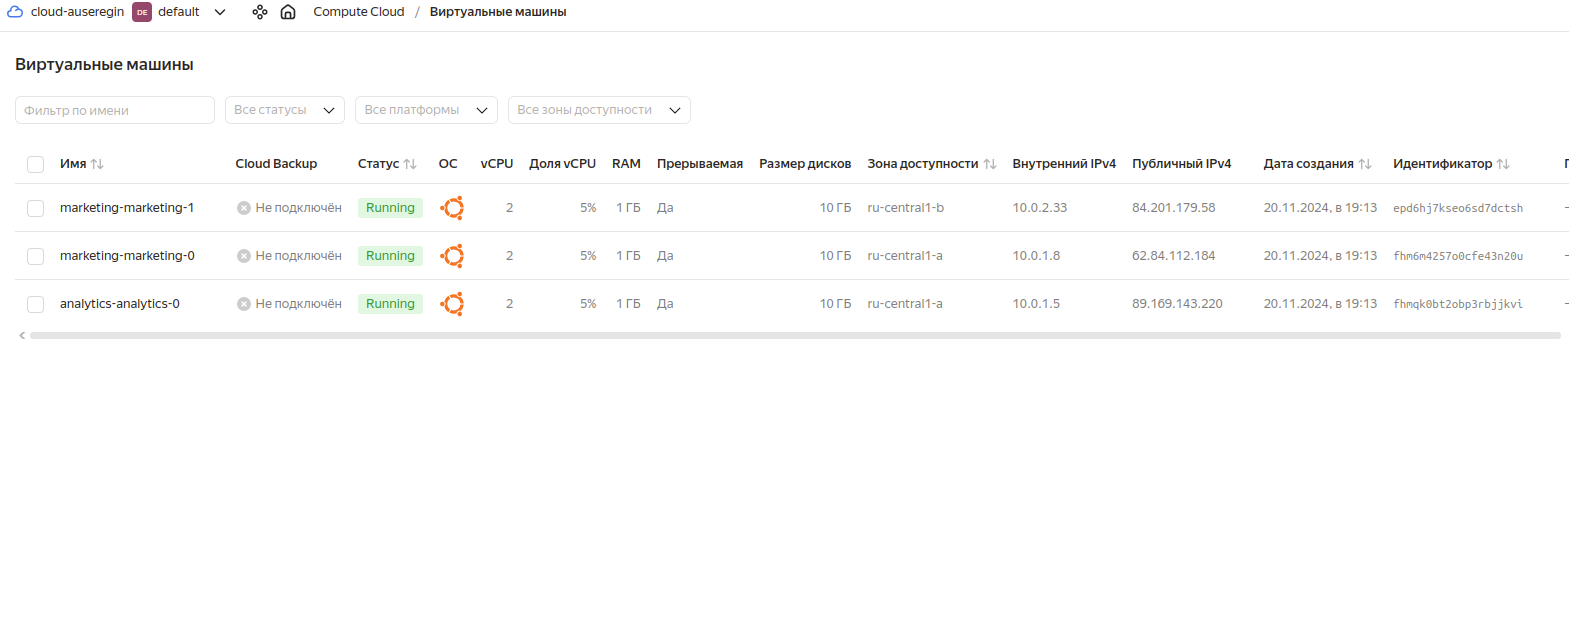 cloud-auseregin DE default Compute Cloud / Виртуальные машины
Виртуальные машины
Фильтр по имени Все статусы Все платформы Все зоны доступности
Имя Cloud Backup Статус ОС vCPU Доля vCPU RAM Прерываемая Размер дисков Зона доступности Внутренний IPv4 Публичный IPv4 Дата создания Идентификатор
marketing-marketing-1 Не подключён Running 2 5% 1 ГБ Да 10 ГБ ru-central1-b 10.0.2.33 84.201.179.58 20.11.2024, в 19:13 epd6hj7kseo6sd7dctsh –
marketing-marketing-0 Не подключён Running 2 5% 1 ГБ Да 10 ГБ ru-central1-a 10.0.1.8 62.84.112.184 20.11.2024, в 19:13 fhm6m4257o0cfe43n20u –
analytics-analytics-0 Не подключён Running 2 5% 1 ГБ Да 10 ГБ ru-central1-a 10.0.1.5 89.169.143.220 20.11.2024, в 19:13 fhmqk0bt2obp3rbjjkvi –